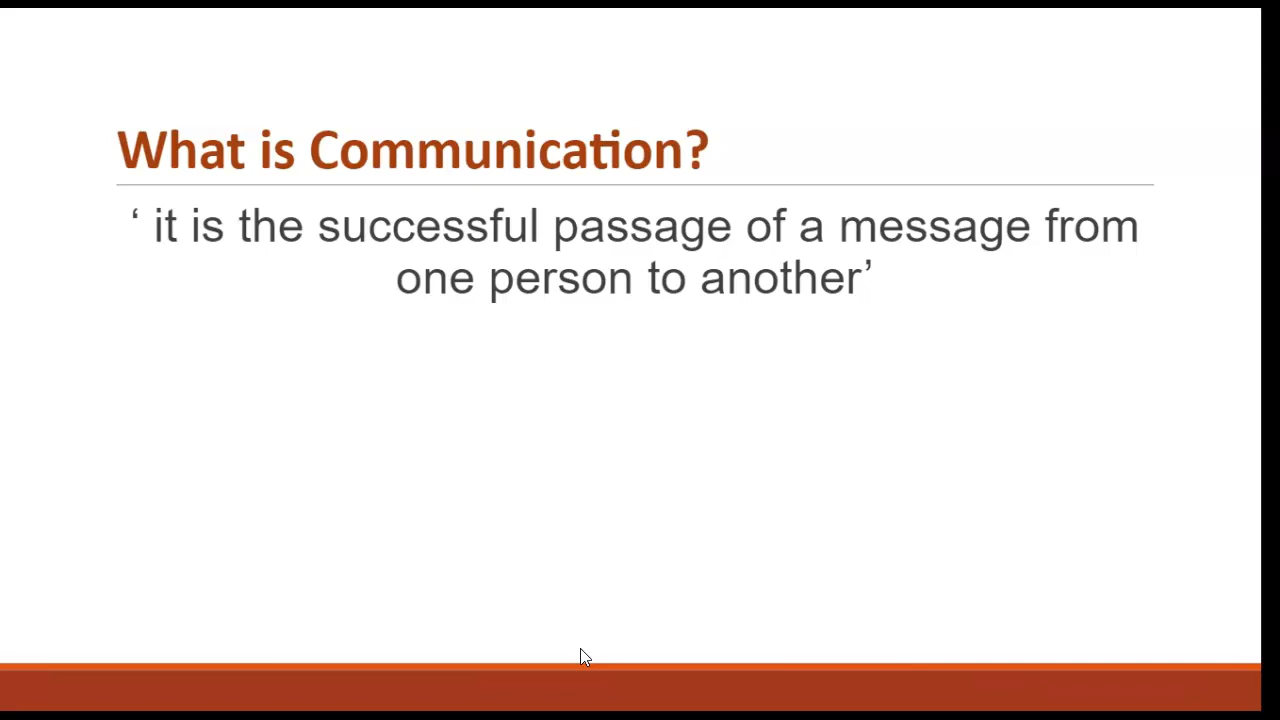 What is Communication?
‘ it is the successful passage of a message from
one person to another’